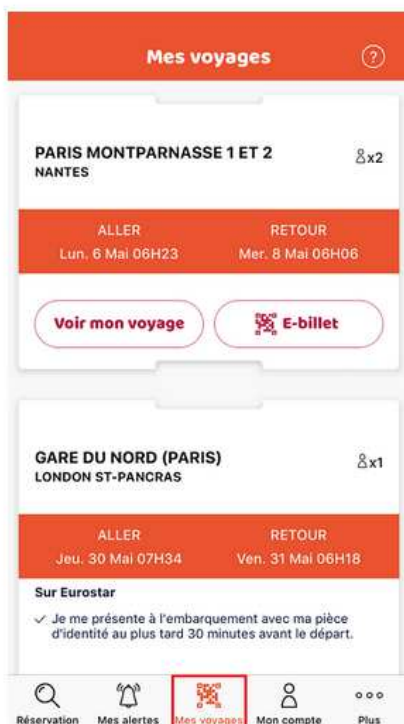 Mes voyages ?
PARIS MONTPARNASSE 1 ET 2 x2
NANTES
ALLER RETOUR
Lun. 6 Mai 06H23 Mer. 8 Mai 06H06
Voir mon voyage E-billet
GARE DU NORD (PARIS) x1
LONDON ST-PANCRAS
ALLER RETOUR
Jeu. 30 Mai 07H34 Ven. 31 Mai 06H18
Sur Eurostar
✓ Je me présente à l'embarquement avec ma pièce
d'identité au plus tard 30 minutes avant le départ.
Réservation Mes alertes Mes voyages Mon compte Plus